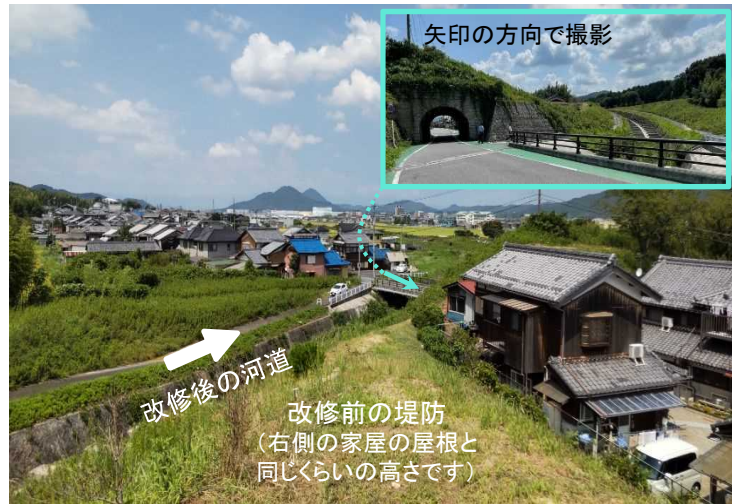 矢印の方向で撮影
改修後の河道
改修前の堤防
（右側の家屋の屋根と
同じくらいの高さです）